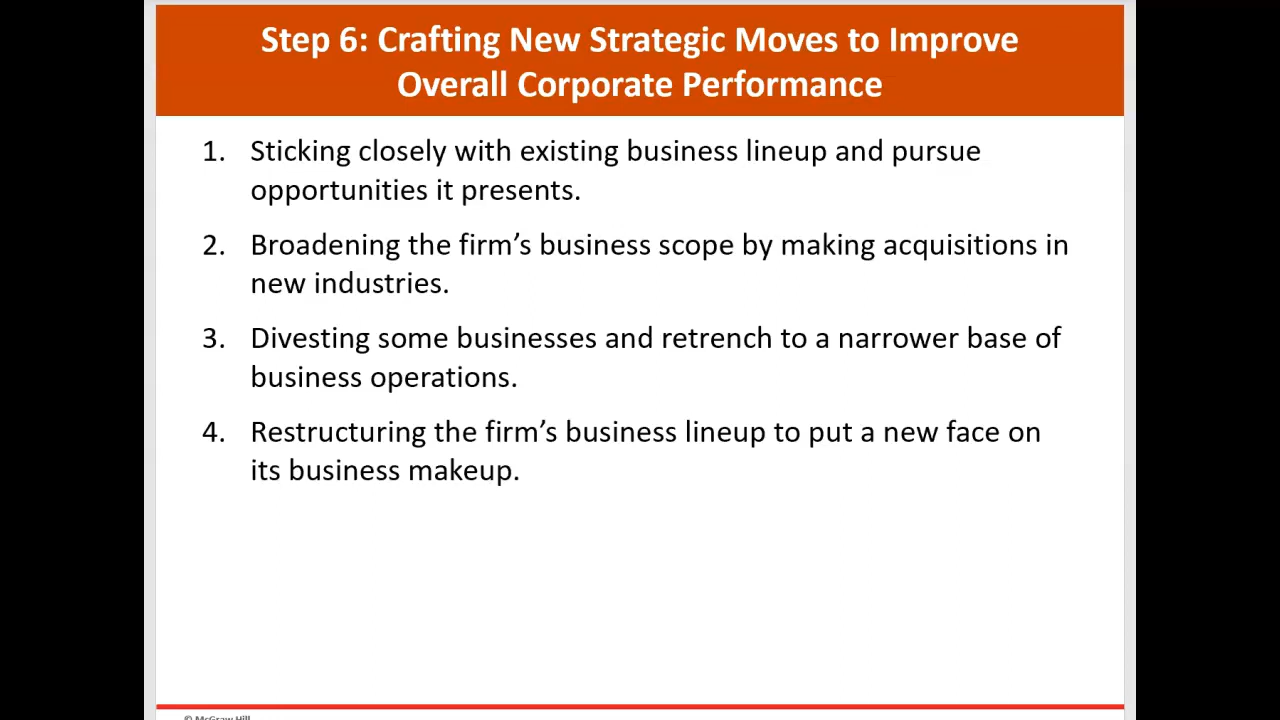 Step 6: Crafting New Strategic Moves to Improve
Overall Corporate Performance
1. Sticking closely with existing business lineup and pursue
opportunities it presents.
2. Broadening the firm’s business scope by making acquisitions in
new industries.
3. Divesting some businesses and retrench to a narrower base of
business operations.
4. Restructuring the firm’s business lineup to put a new face on
its business makeup.
© McGraw Hill